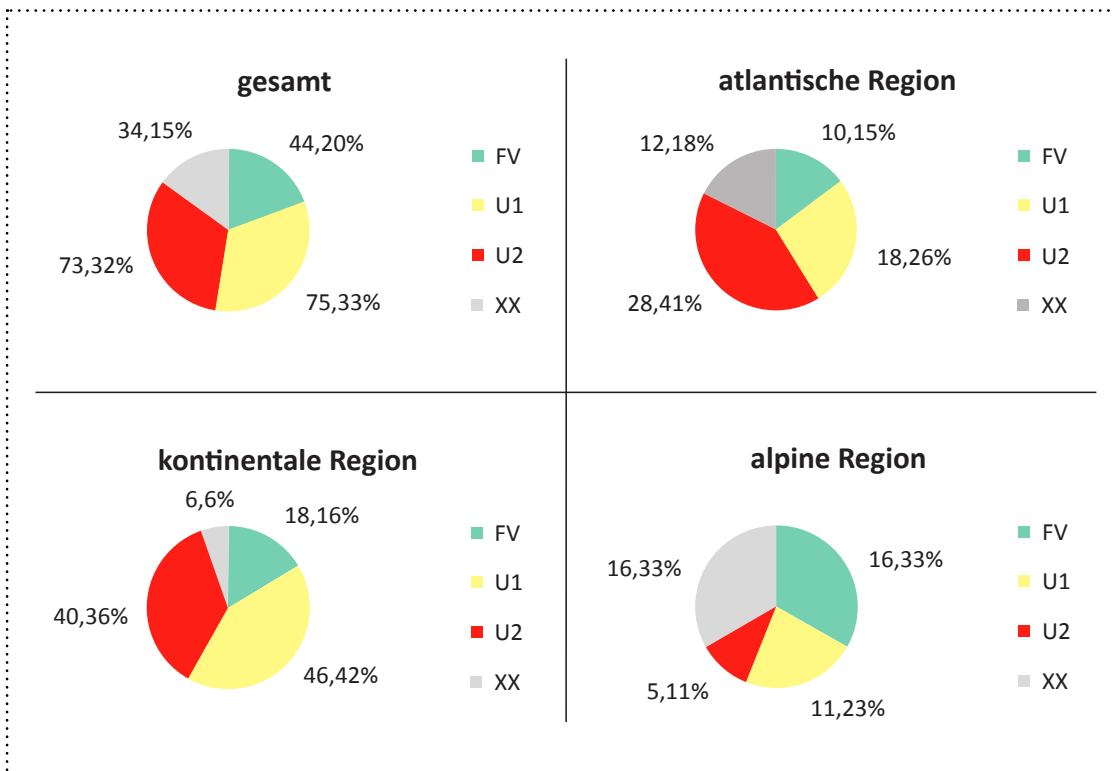 gesamt
34,15%
44,20%
73,32%
75,33%
FV
U1
U2
XX
atlantische Region
12,18%
10,15%
18,26%
28,41%
FV
U1
U2
XX
kontinentale Region
6,6%
18,16%
40,36%
46,42%
FV
U1
U2
XX
alpine Region
16,33%
16,33%
5,11%
11,23%
FV
U1
U2
XX